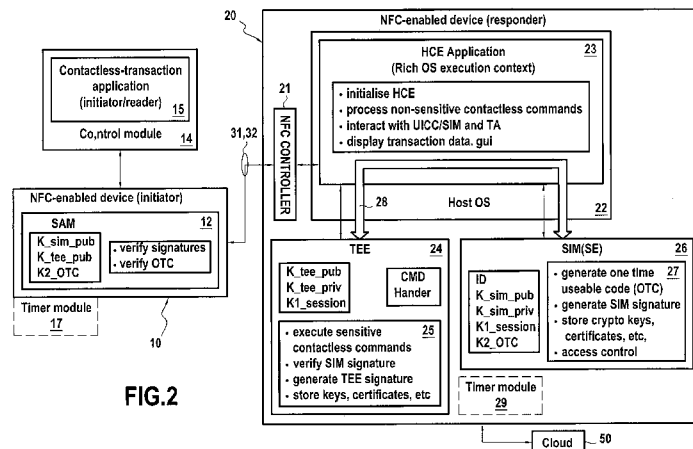 20
NFC-enabled device (responder)
HCE Application
(Rich OS execution context)
23
• initialise HCE
• process non-sensitive contactless commands
• interact with UICC/SIM and TA
• display transaction data, gui
Contactless-transaction
application
(initiator/reader)
15
Co,ntrol module
14
21
NFC CONTROLLER
31,32
28
Host OS
22
NFC-enabled device (initiator)
SAM
12
K_sim_pub
K_tee_pub
K2_OTC
• verify signatures
• verify OTC
Timer module
17
10
TEE
24
K_tee_pub
K_tee_priv
K1_session
CMD
Hander
• execute sensitive
contactless commands
25
• verify SIM signature
• generate TEE signature
• store keys, certificates, etc
SIM(SE)
26
ID
K_sim_pub
K_sim_priv
K1_session
K2_OTC
• generate one time
27
useable code (OTC)
• generate SIM signature
• store crypto keys,
certificates, etc,
• access control
Timer module
29
FIG.2
Cloud
50